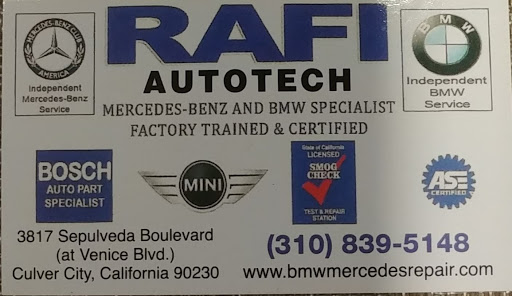 RAFI
AUTOTECH
MERCEDES-BENZ AND BMW SPECIALIST
FACTORY TRAINED & CERTIFIED
MERCEDES-BENZ CLUB
AMERICA
Independent
Mercedes-Benz
Service
BMW
Independent
BMW
Service
BOSCH
AUTO PART
SPECIALIST
MINI
State of California
LICENSED
SMOG
CHECK
TEST & REPAIR
STATION
ASE
CERTIFIED
3817 Sepulveda Boulevard
(at Venice Blvd.)
Culver City, California 90230
(310) 839-5148
www.bmwmercedesrepair.com